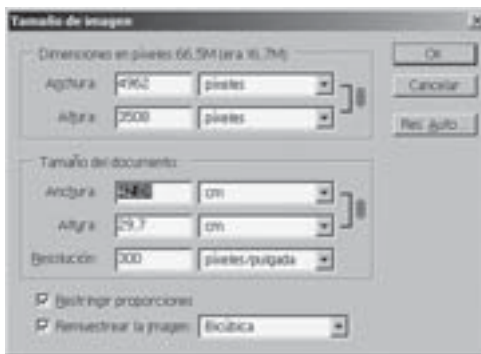 Tamaño de imagen
Dimensiones en píxeles 66,5M (era 16,7M)
Anchura: 4962 píxeles
Altura: 3508 píxeles
OK
Cancelar
Res. Auto...
Tamaño del documento
Anchura: cm
Altura: 29,7 cm
Resolución: 300 píxeles/pulgada
Restringir proporciones
Remuestrear la imagen: Bicúbica